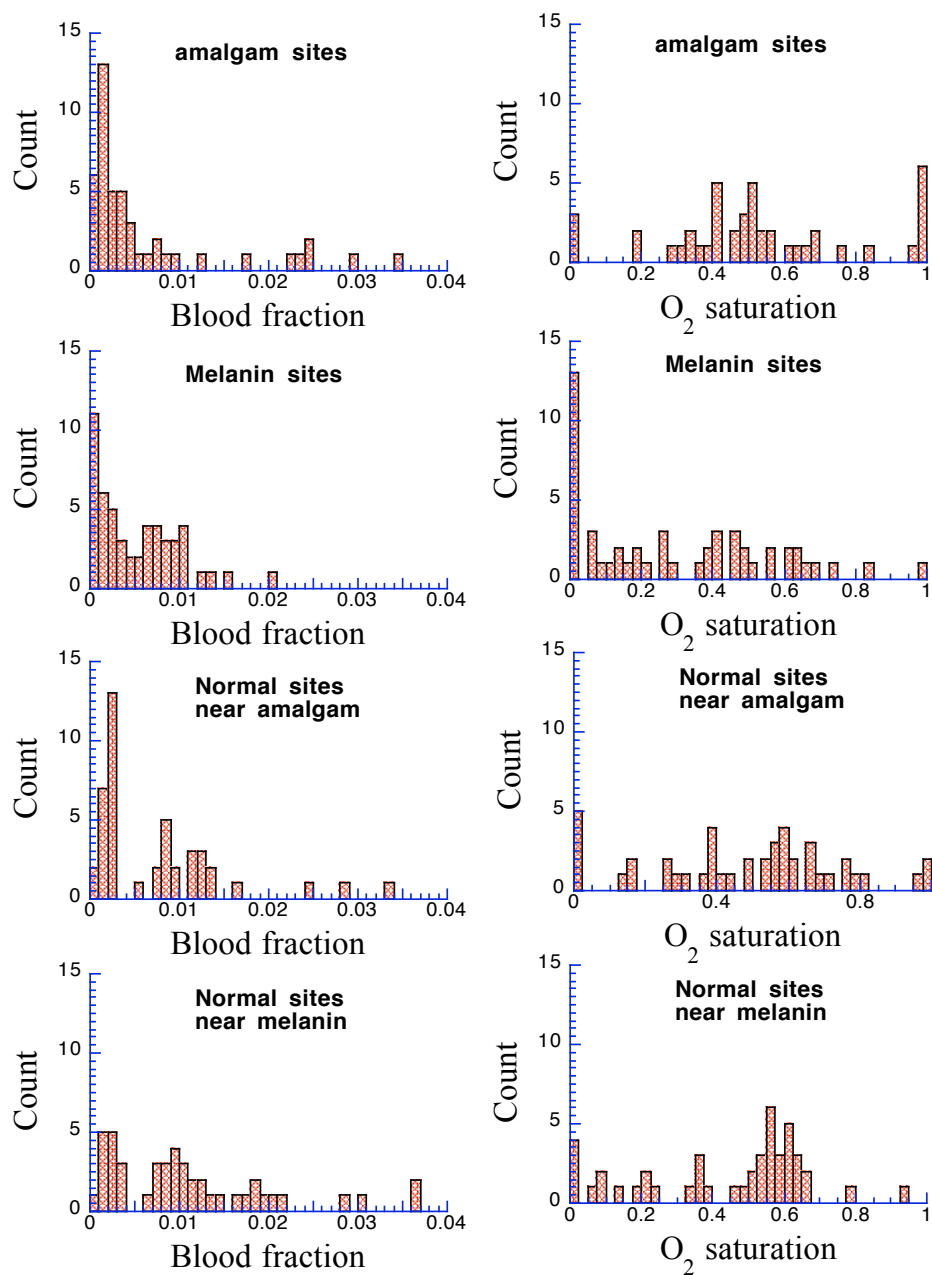 amalgam sites
15
10
5
0
Count
0 0.01 0.02 0.03 0.04
Blood fraction
amalgam sites
15
10
5
0
Count
0 0.2 0.4 0.6 0.8 1
O2 saturation
Melanin sites
15
10
5
0
Count
0 0.01 0.02 0.03 0.04
Blood fraction
Melanin sites
15
10
5
0
Count
0 0.2 0.4 0.6 0.8 1
O2 saturation
Normal sites
near amalgam
15
10
5
0
Count
0 0.01 0.02 0.03 0.04
Blood fraction
Normal sites
near amalgam
15
10
5
0
Count
0 0.4 0.8
O2 saturation
Normal sites
near melanin
15
10
5
0
Count
0 0.01 0.02 0.03 0.04
Blood fraction
Normal sites
near melanin
15
10
5
0
Count
0 0.2 0.4 0.6 0.8 1
O2 saturation